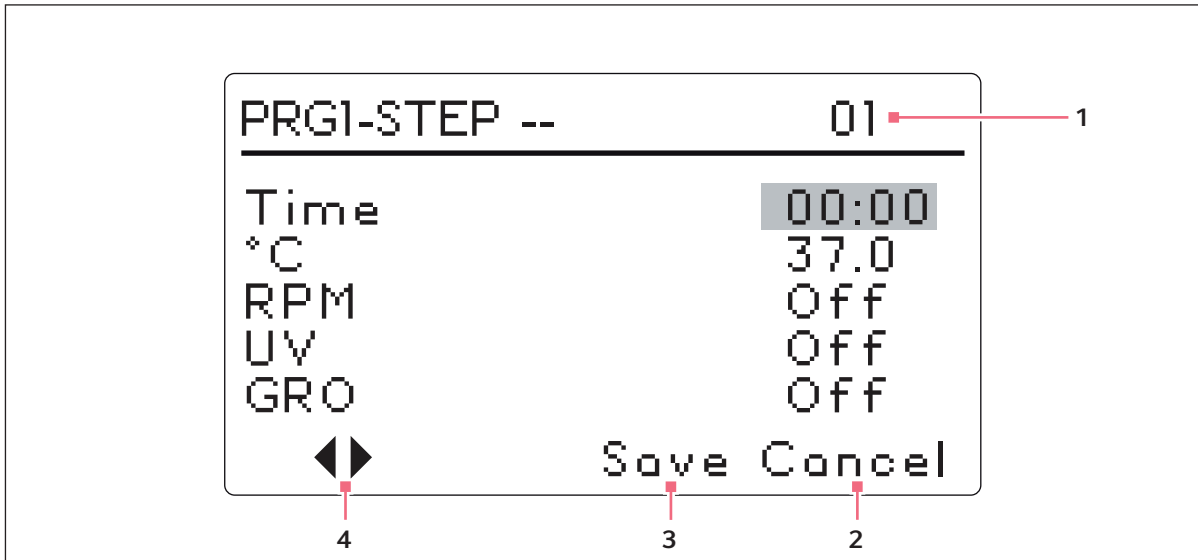 PRG1-STEP -- 01 1
Time 00:00
°C 37.0
RPM Off
UV Off
GRO Off
Save Cancel
4 3 2